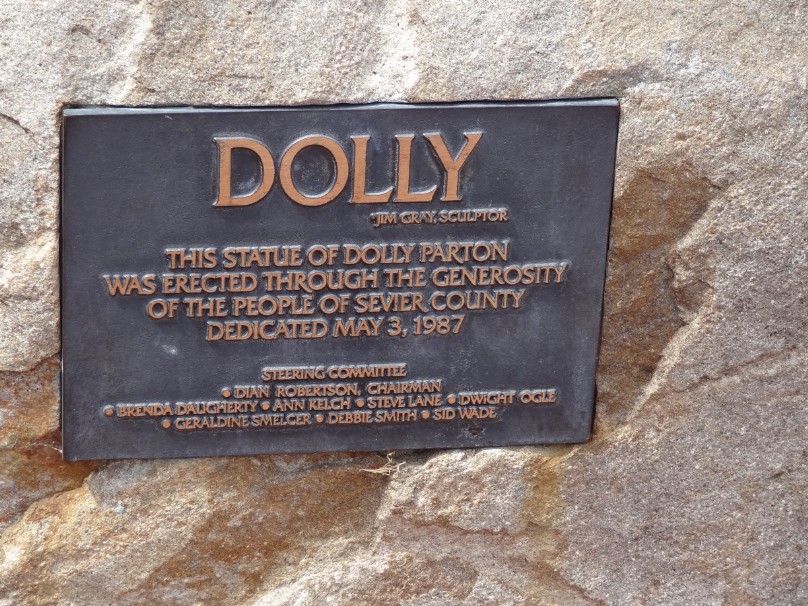 DOLLY
JIM GRAY, SCULPTOR
THIS STATUE OF DOLLY PARTON
WAS ERECTED THROUGH THE GENEROSITY
OF THE PEOPLE OF SEVIER COUNTY
DEDICATED MAY 3, 1987
STEERING COMMITTEE
• DIAN ROBERTSON, CHAIRMAN
• BRENDA DAUGHERTY • ANN KELCH • STEVE LANE • DWIGHT OGLE
• GERALDINE SMELCER • DEBBIE SMITH • SID WADE